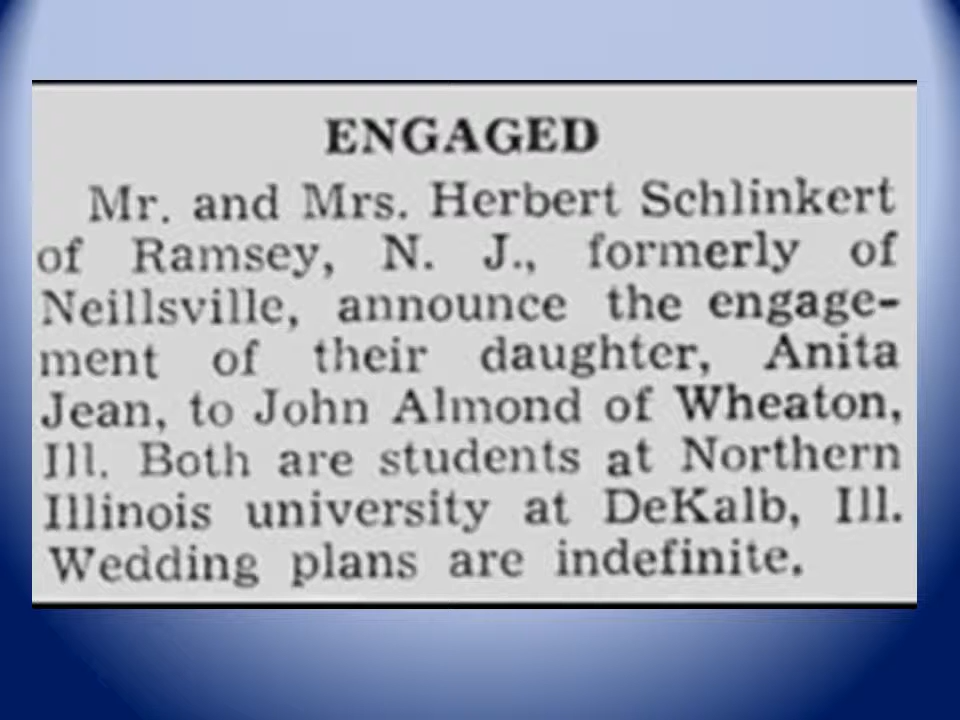 ENGAGED
Mr. and Mrs. Herbert Schlinkert
of Ramsey, N. J., formerly of
Neillsville, announce the engage-
ment of their daughter, Anita
Jean, to John Almond of Wheaton,
Ill. Both are students at Northern
Illinois university at DeKalb, Ill.
Wedding plans are indefinite.